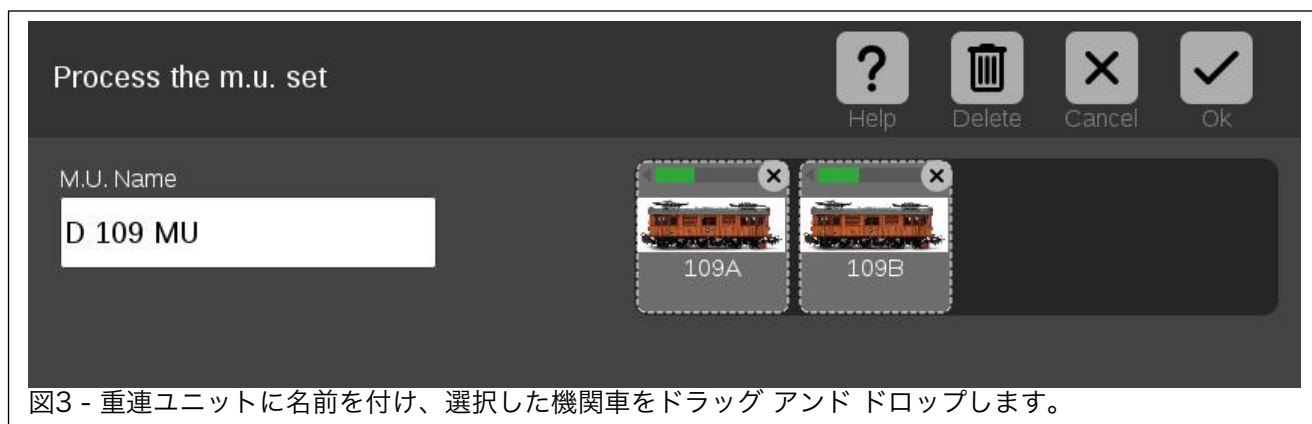 Process the m.u. set
Help Delete Cancel Ok
M.U. Name
D 109 MU
109A 109B
図3 - 重連ユニットに名前を付け、選択した機関車をドラッグ アンド ドロップします。